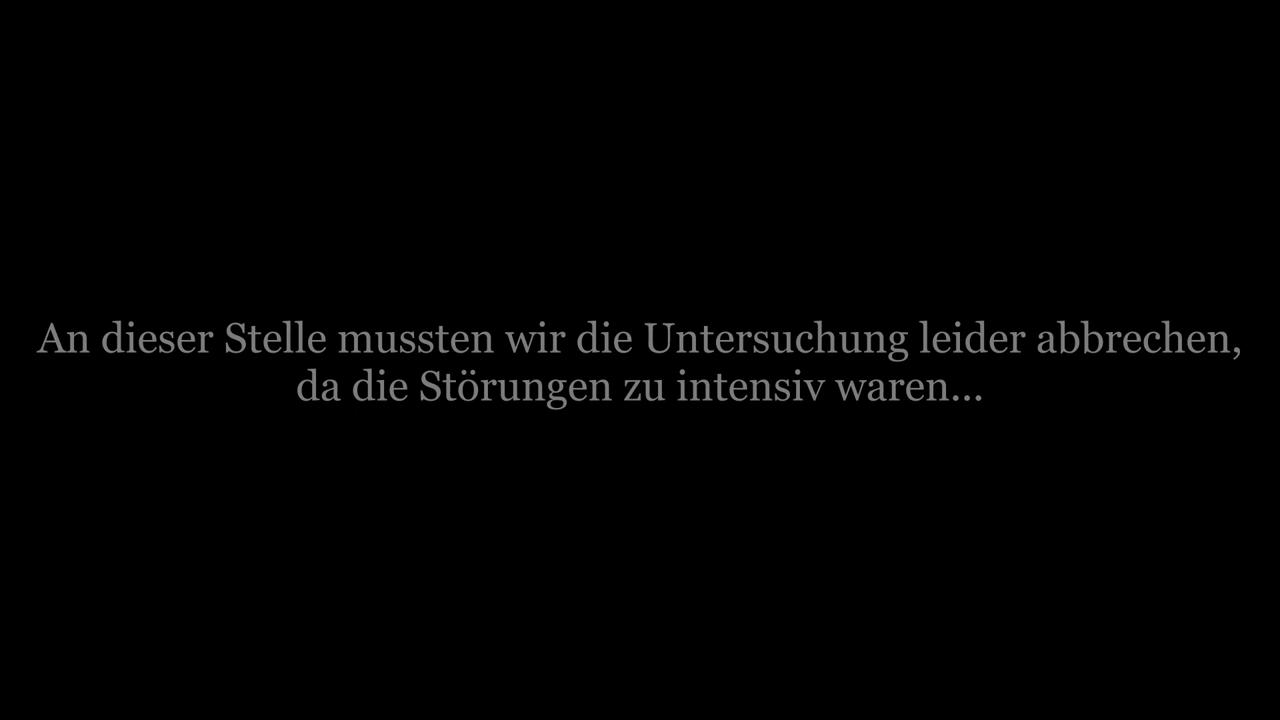 An dieser Stelle mussten wir die Untersuchung leider abbrechen,
da die Störungen zu intensiv waren...